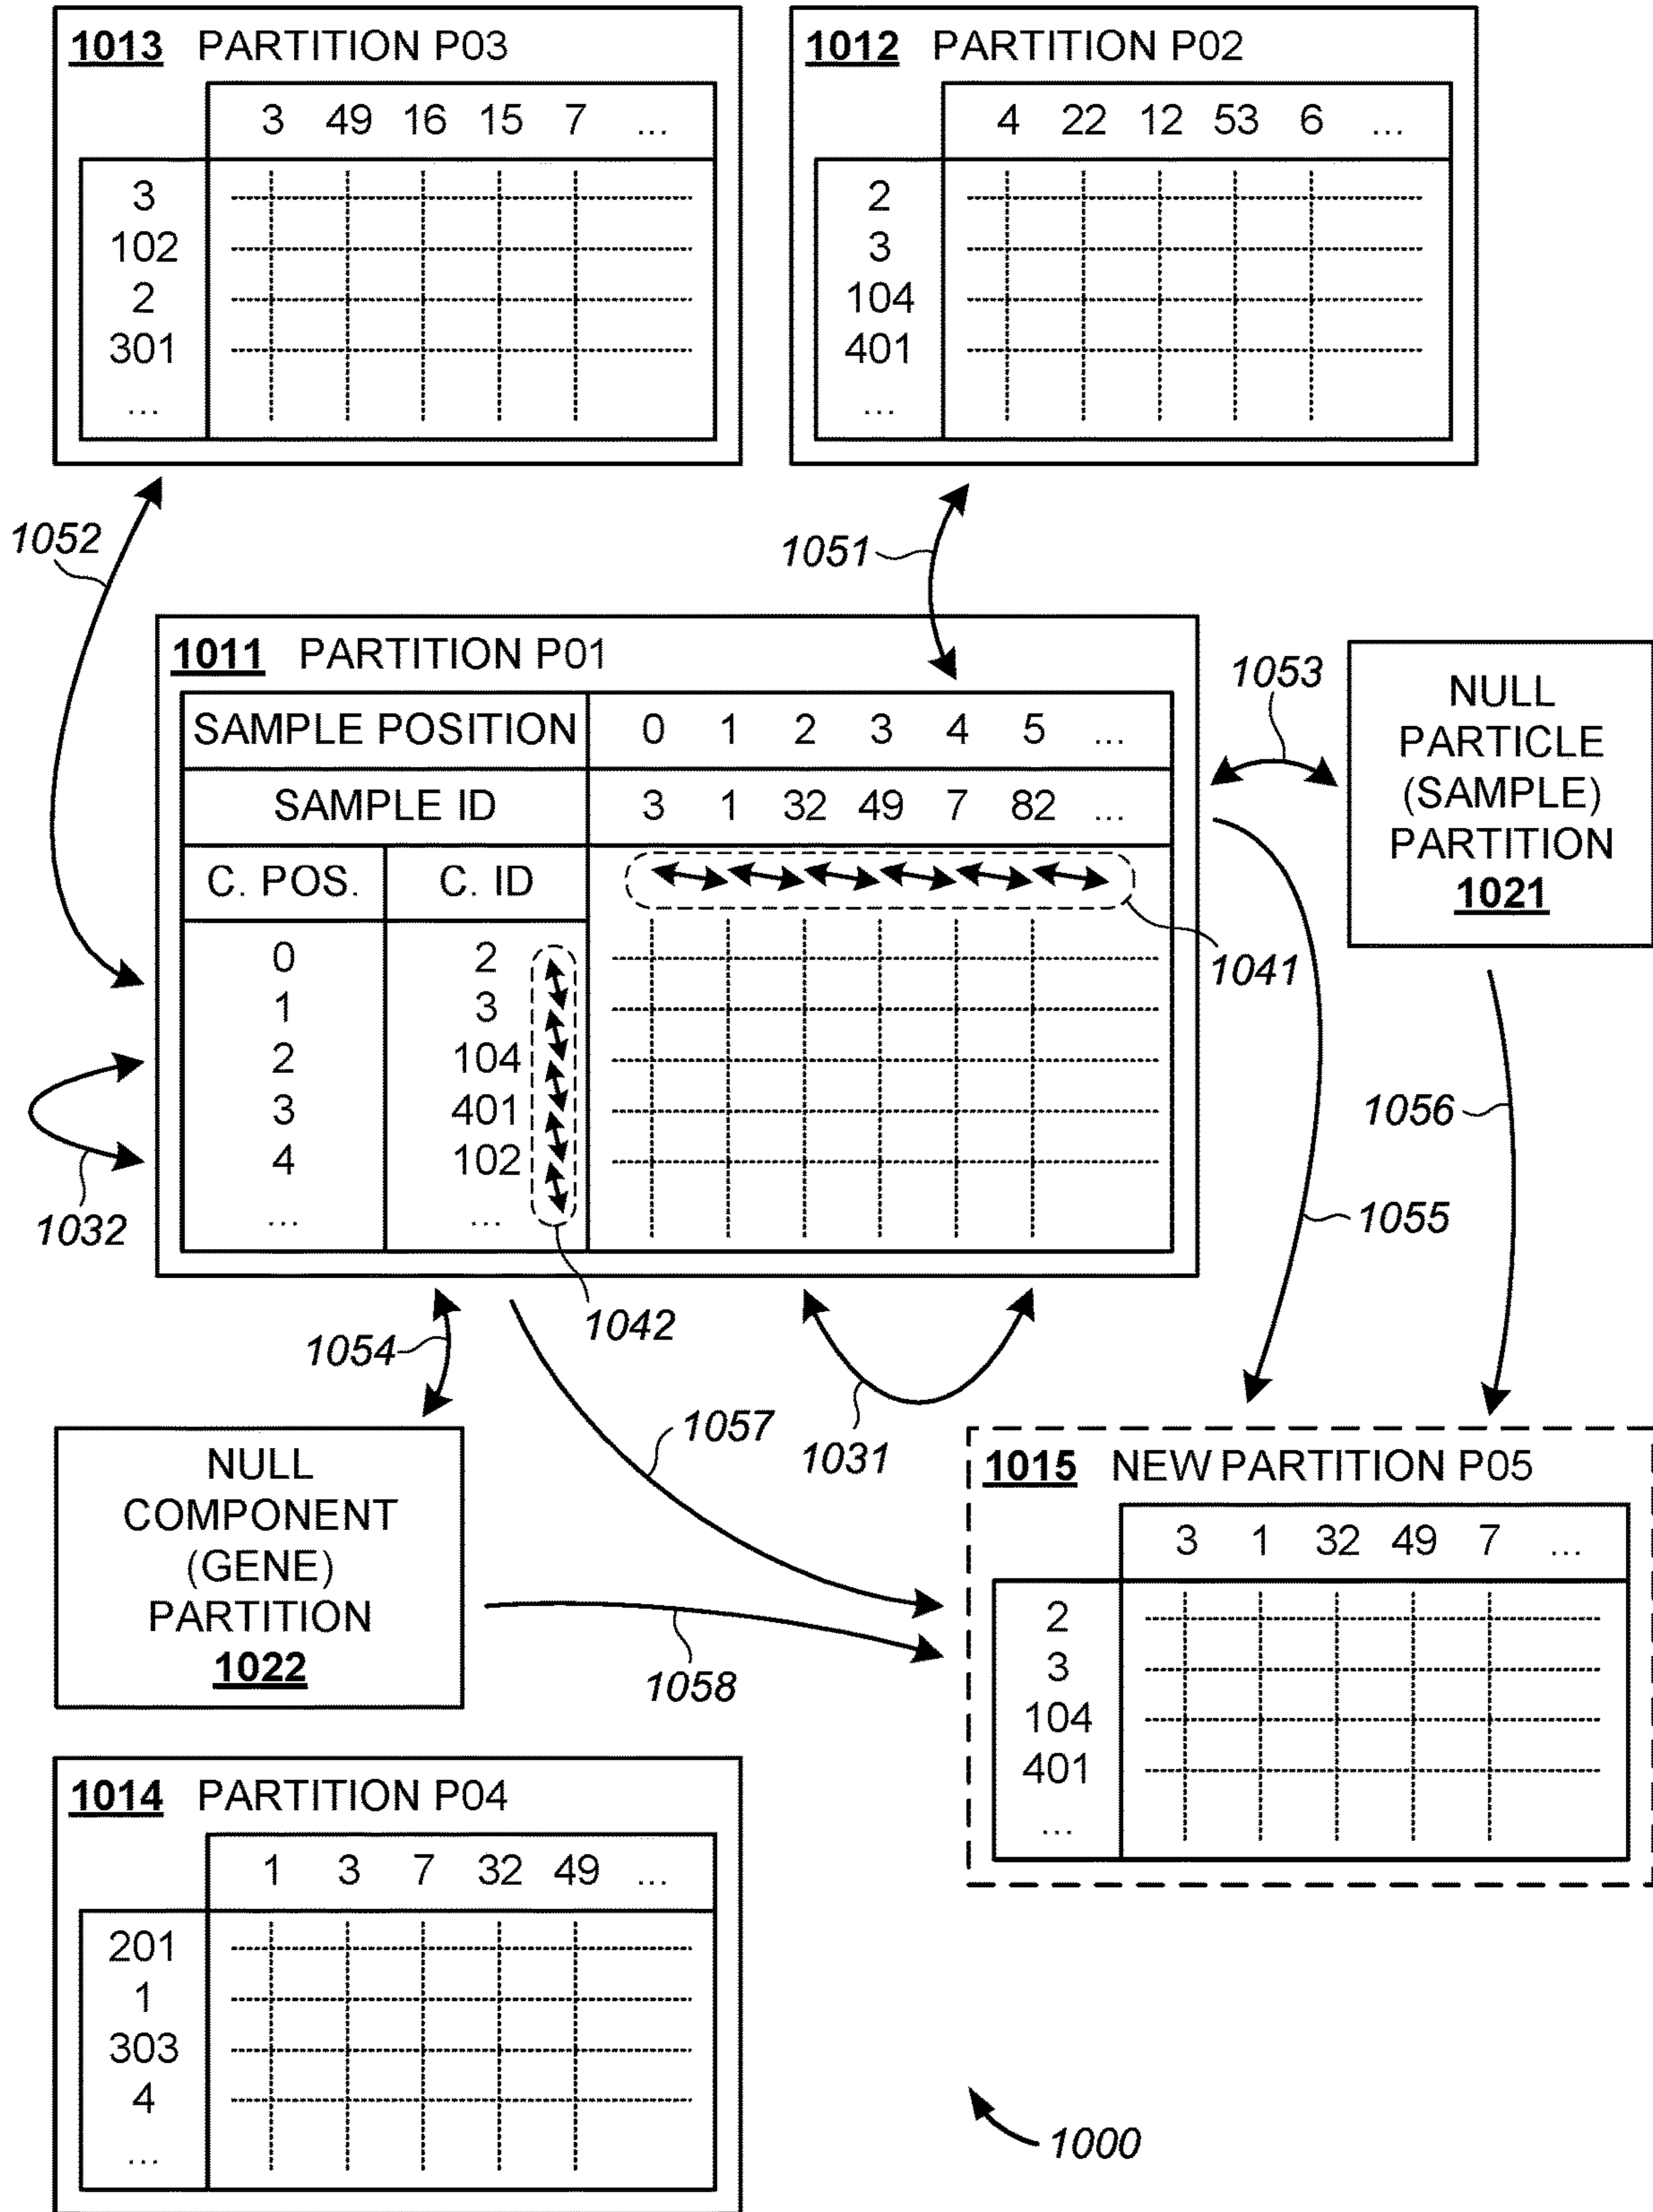 1013 PARTITION P03
3 49 16 15 7 ...
3
102
2
301
...
1012 PARTITION P02
4 22 12 53 6 ...
2
3
104
401
...
1052
1051
1011 PARTITION P01
SAMPLE POSITION 0 1 2 3 4 5 ...
SAMPLE ID 3 1 32 49 7 82 ...
C. POS. C. ID
0 2
1 3
2 104
3 401
4 102
... ...
1053
NULL
PARTICLE
(SAMPLE)
PARTITION
1021
1041
1032
1042
1056
1055
1054
1031
1057
NULL
COMPONENT
(GENE)
PARTITION
1022
1058
1015 NEW PARTITION P05
3 1 32 49 7 ...
2
3
104
401
...
1014 PARTITION P04
1 3 7 32 49 ...
201
1
303
4
...
1000